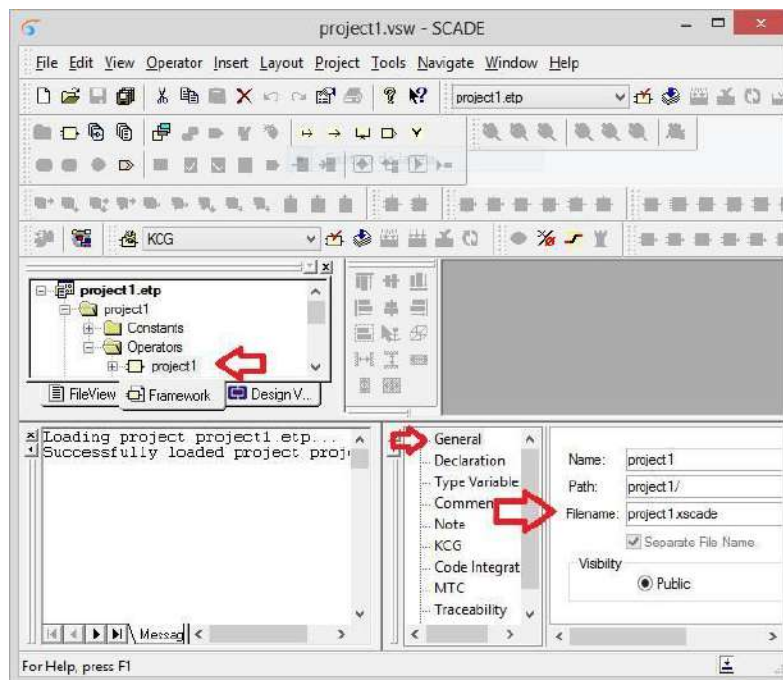 project1.vsw - SCADE
File Edit View Operator Insert Layout Project Tools Navigate Window Help
project1.etp
KCG
project1.etp
project1
Constants
Operators
project1
FileView Framework Design V...
Loading project project1.etp...
Successfully loaded project proj
Messag
General
Declaration
Type Variable
Commen
Note
KCG
Code Integrat
MTC
Traceability
Name: project1
Path: project1/
Filename: project1.xscade
Separate File Name
Visibility
Public
For Help, press F1